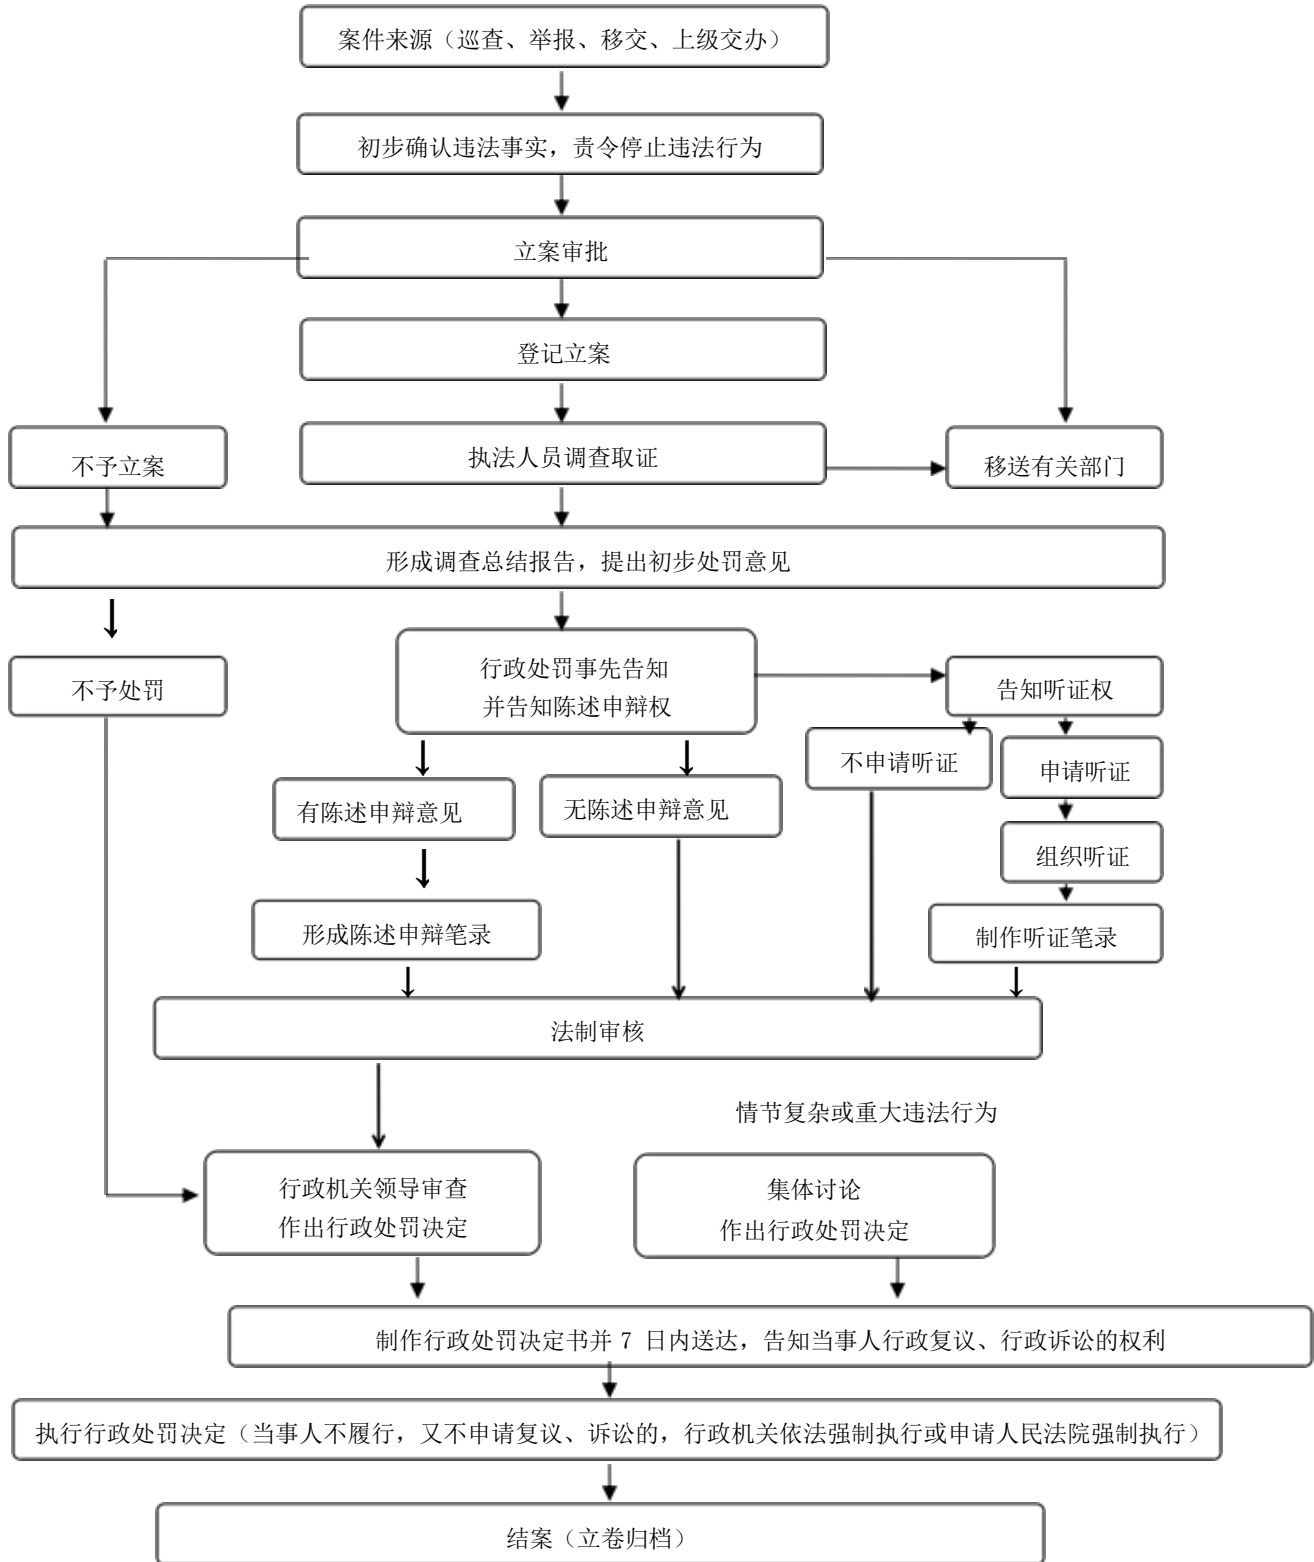 案件来源（巡查、举报、移交、上级交办）
初步确认违法事实，责令停止违法行为
立案审批
登记立案
不予立案
执法人员调查取证
移送有关部门
形成调查总结报告，提出初步处罚意见
不予处罚
行政处罚事先告知
并告知陈述申辩权
告知听证权
不申请听证
申请听证
有陈述申辩意见
无陈述申辩意见
组织听证
形成陈述申辩笔录
制作听证笔录
法制审核
情节复杂或重大违法行为
行政机关领导审查
作出行政处罚决定
集体讨论
作出行政处罚决定
制作行政处罚决定书并 7 日内送达，告知当事人行政复议、行政诉讼的权利
执行行政处罚决定（当事人不履行，又不申请复议、诉讼的，行政机关依法强制执行或申请人民法院强制执行）
结案（立卷归档）